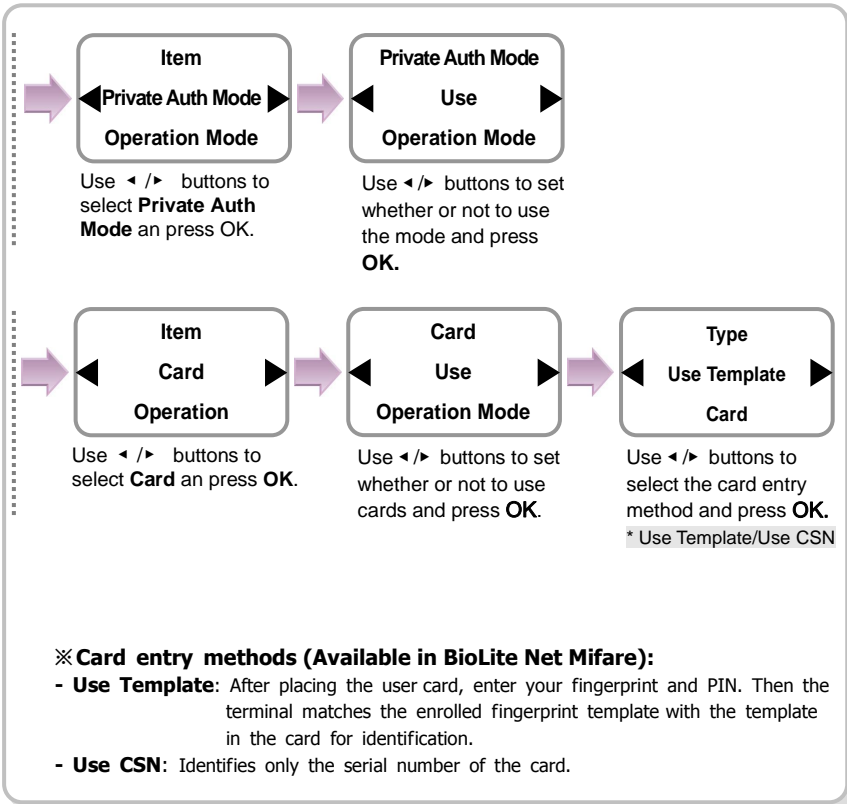 Item
Private Auth Mode
Operation Mode
Use ◄ /► buttons to
select Private Auth
Mode an press OK.
Private Auth Mode
Use
Operation Mode
Use ◄ /► buttons to set
whether or not to use
the mode and press
OK.
Item
Card
Operation
Use ◄ /► buttons to
select Card an press OK.
Card
Use
Operation Mode
Use ◄ /► buttons to set
whether or not to use
cards and press OK.
Type
Use Template
Card
Use ◄ /► buttons to
select the card entry
method and press OK.
* Use Template/Use CSN
※Card entry methods (Available in BioLite Net Mifare):
- Use Template: After placing the user card, enter your fingerprint and PIN. Then the
terminal matches the enrolled fingerprint template with the template
in the card for identification.
- Use CSN: Identifies only the serial number of the card.